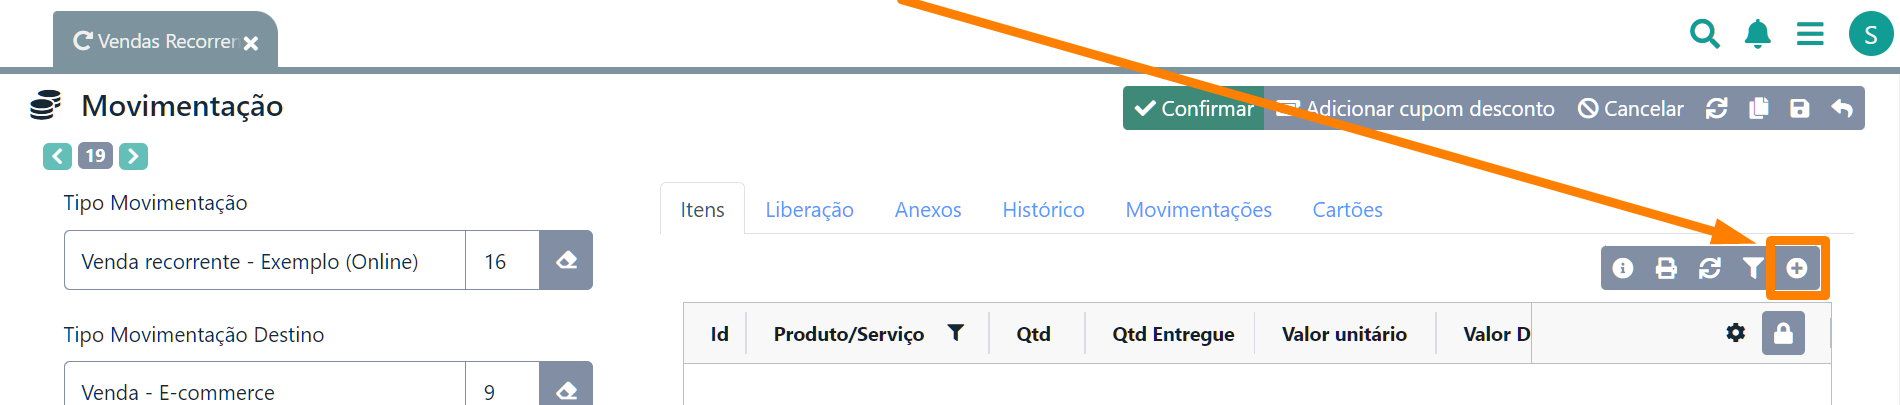 Vendas Recorrer
S
Movimentação
Confirmar Adicionar cupom desconto Cancelar
19
Tipo Movimentação
Itens Liberação Anexos Histórico Movimentações Cartões
Venda recorrente - Exemplo (Online) 16
Tipo Movimentação Destino
Id Produto/Serviço Qtd Qtd Entregue Valor unitário Valor D
Venda - E-commerce 9